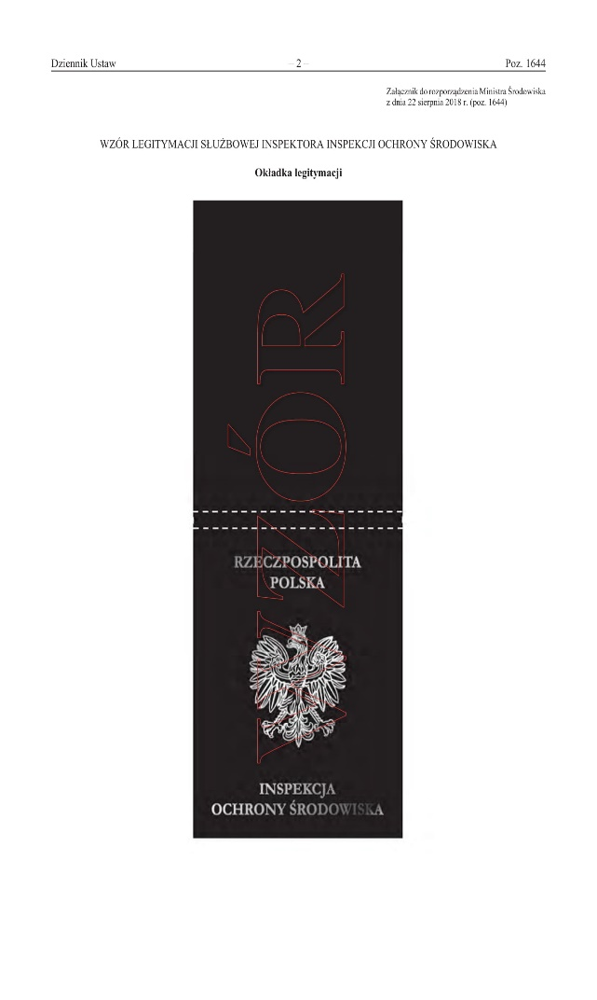 Dziennik Ustaw – 2 – Poz. 1644
Załącznik do rozporządzenia Ministra Środowiska
z dnia 22 sierpnia 2018 r. (poz. 1644)
WZÓR LEGITYMACJI SŁUŻBOWEJ INSPEKTORA INSPEKCJI OCHRONY ŚRODOWISKA
Okładka legitymacji
WZÓR
RZECZPOSPOLITA
POLSKA
INSPEKCJA
OCHRONY ŚRODOWISKA